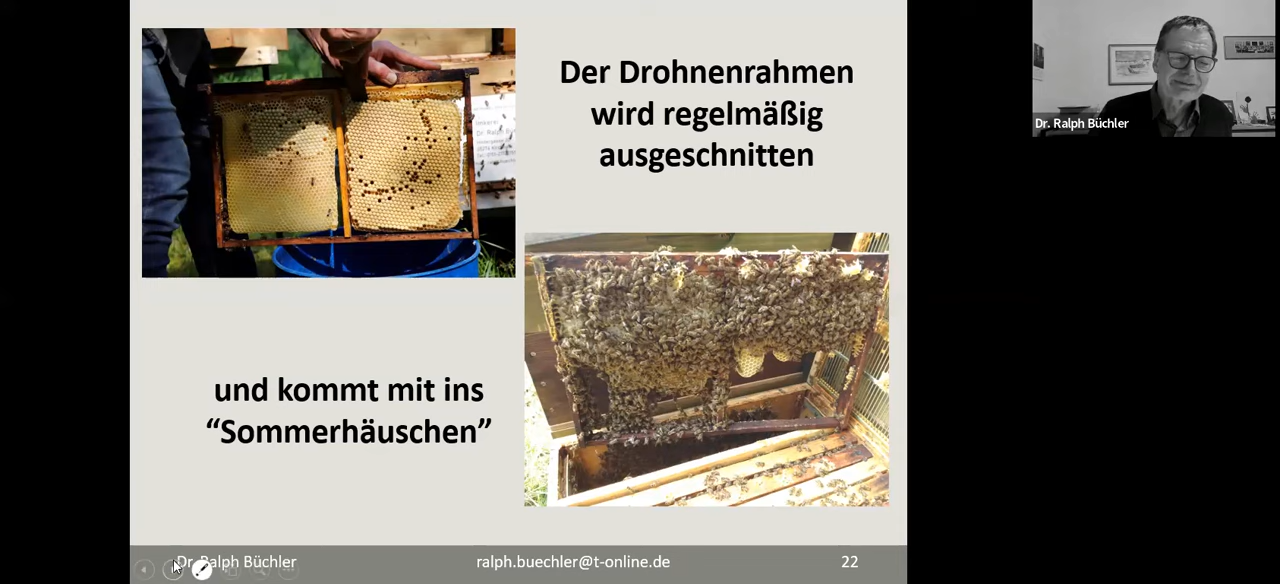 Der Drohnenrahmen
wird regelmäßig
ausgeschnitten
und kommt mit ins
“Sommerhäuschen”
Dr. Ralph Büchler
ralph.buechler@t-online.de
22
Dr. Ralph Büchler